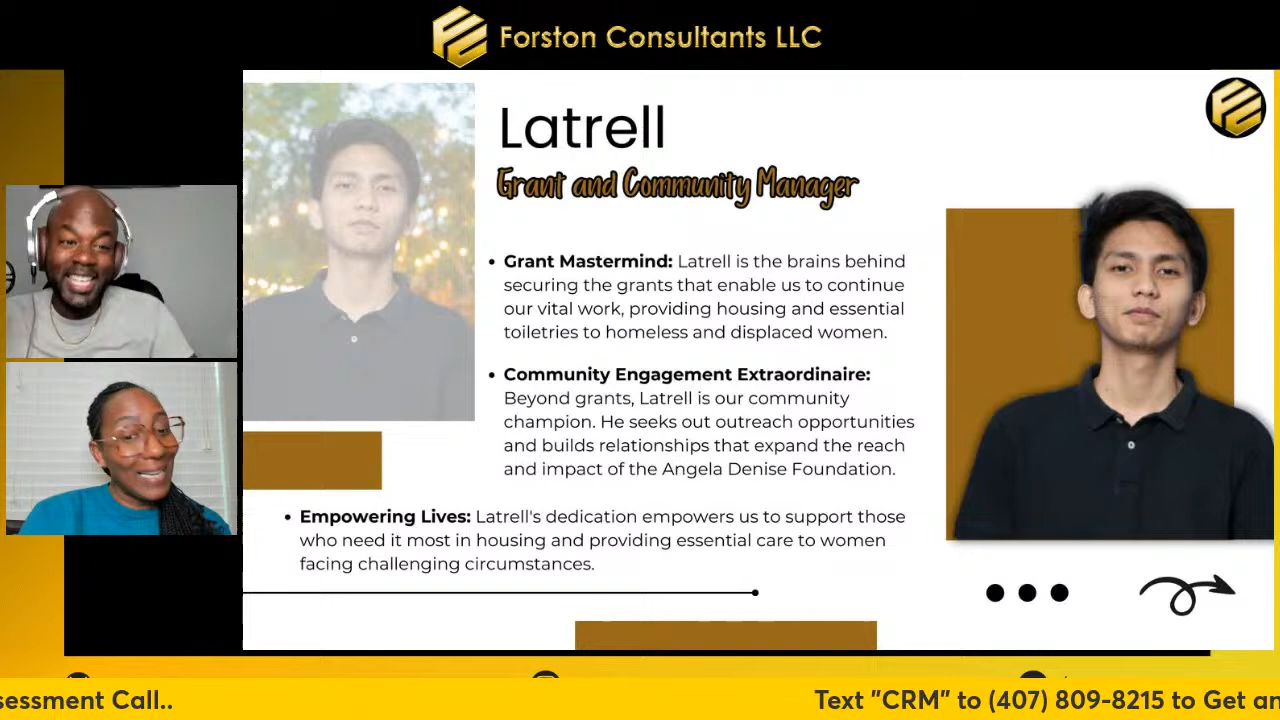 Forston Consultants LLC
Latrell
Grant and Community Manager
• Grant Mastermind: Latrell is the brains behind
securing the grants that enable us to continue
our vital work, providing housing and essential
toiletries to homeless and displaced women.
• Community Engagement Extraordinaire:
Beyond grants, Latrell is our community
champion. He seeks out outreach opportunities
and builds relationships that expand the reach
and impact of the Angela Denise Foundation.
• Empowering Lives: Latrell's dedication empowers us to support those
who need it most in housing and providing essential care to women
facing challenging circumstances.
sessment Call.. Text "CRM" to (407) 809-8215 to Get an